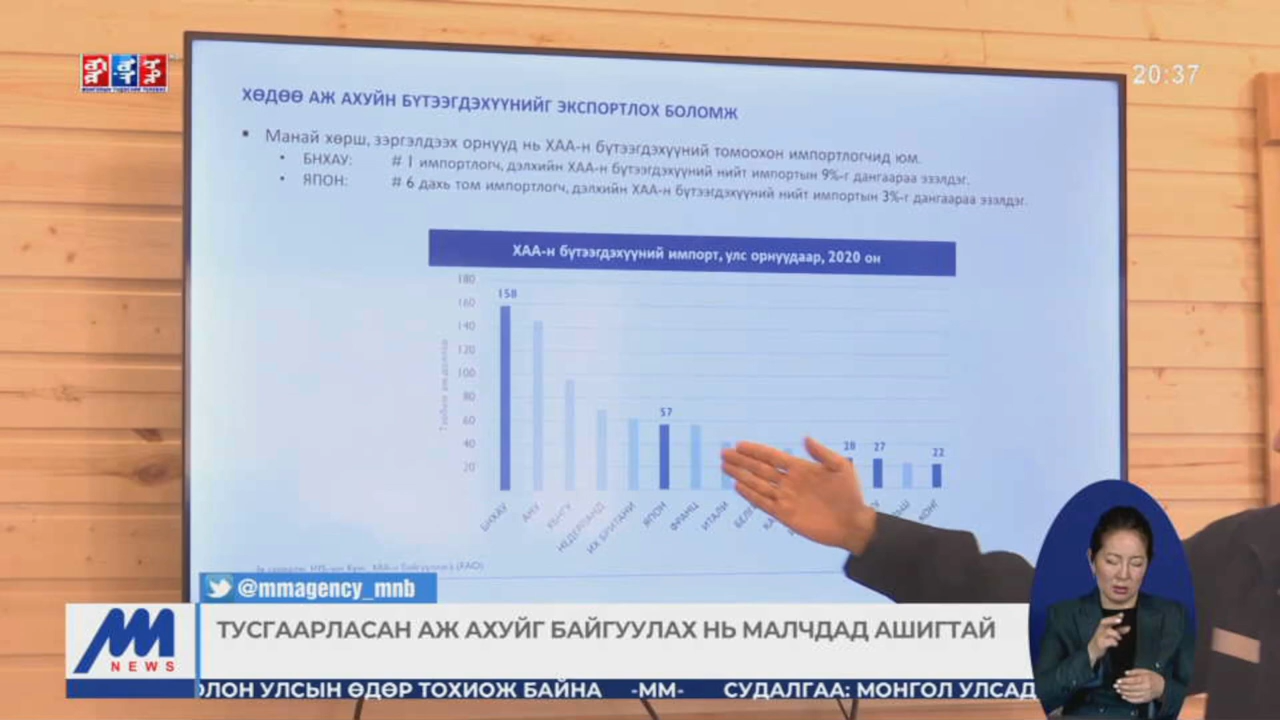 20:37
ХӨДӨӨ АЖ АХУЙН БҮТЭЭГДЭХҮҮНИЙГ ЭКСПОРТЛОХ БОЛОМЖ
▪ Манай хөрш, зэргэлдээх орнууд нь ХАА-н бүтээгдэхүүний томоохон импортлогчид юм.
• БНХАУ: # 1 импортлогч, дэлхийн ХАА-н бүтээгдэхүүний нийт импортын 9%-г дангаараа эзэлдэг.
• ЯПОН: # 6 дахь том импортлогч, дэлхийн ХАА-н бүтээгдэхүүний нийт импортын 3%-г дангаараа эзэлдэг.
ХАА-н бүтээгдэхүүний импорт, улс орнуудаар, 2020 он
180
160
140
120
100
80
60
40
20
158
57
28
27
22
БНХАУ
АНУ
ХБНГУ
НЕДЕРЛАНД
ИХ БРИТАНИ
ЯПОН
ФРАНЦ
ИТАЛИ
@mmagency_mnb
ММ
NEWS
ТУСГААРЛАСАН АЖ АХУЙГ БАЙГУУЛАХ НЬ МАЛЧДАД АШИГТАЙ
ОЛОН УЛСЫН ӨДӨР ТОХИОЖ БАЙНА -ММ- СУДАЛГАА: МОНГОЛ УЛСАД